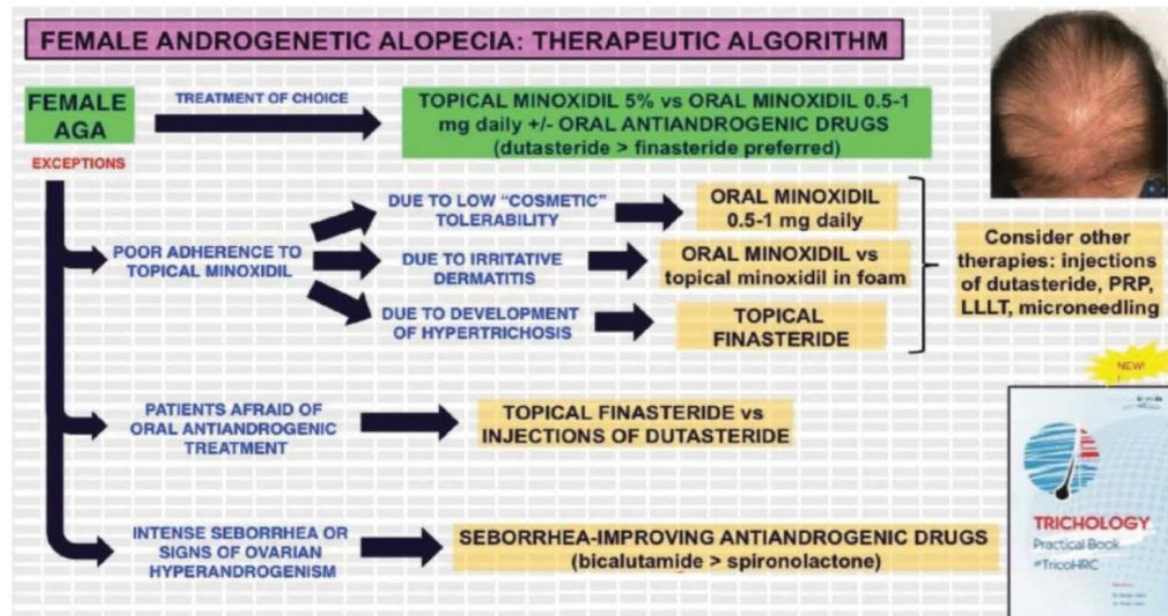 FEMALE ANDROGENETIC ALOPECIA: THERAPEUTIC ALGORITHM
FEMALE
AGA
TREATMENT OF CHOICE
TOPICAL MINOXIDIL 5% vs ORAL MINOXIDIL 0.5-1
mg daily +/- ORAL ANTIANDROGENIC DRUGS
(dutasteride > finasteride preferred)
EXCEPTIONS
POOR ADHERENCE TO
TOPICAL MINOXIDIL
DUE TO LOW “COSMETIC”
TOLERABILITY
ORAL MINOXIDIL
0.5-1 mg daily
DUE TO IRRITATIVE
DERMATITIS
ORAL MINOXIDIL vs
topical minoxidil in foam
DUE TO DEVELOPMENT
OF HYPERTRICHOSIS
TOPICAL
FINASTERIDE
Consider other
therapies: injections
of dutasteride, PRP,
LLLT, microneedling
PATIENTS AFRAID OF
ORAL ANTIANDROGENIC
TREATMENT
TOPICAL FINASTERIDE vs
INJECTIONS OF DUTASTERIDE
INTENSE SEBORRHEA OR
SIGNS OF OVARIAN
HYPERANDROGENISM
SEBORRHEA-IMPROVING ANTIANDROGENIC DRUGS
(bicalutamide > spironolactone)
NEW!
TRICHOLOGY
Practical Book
#TricoHRC